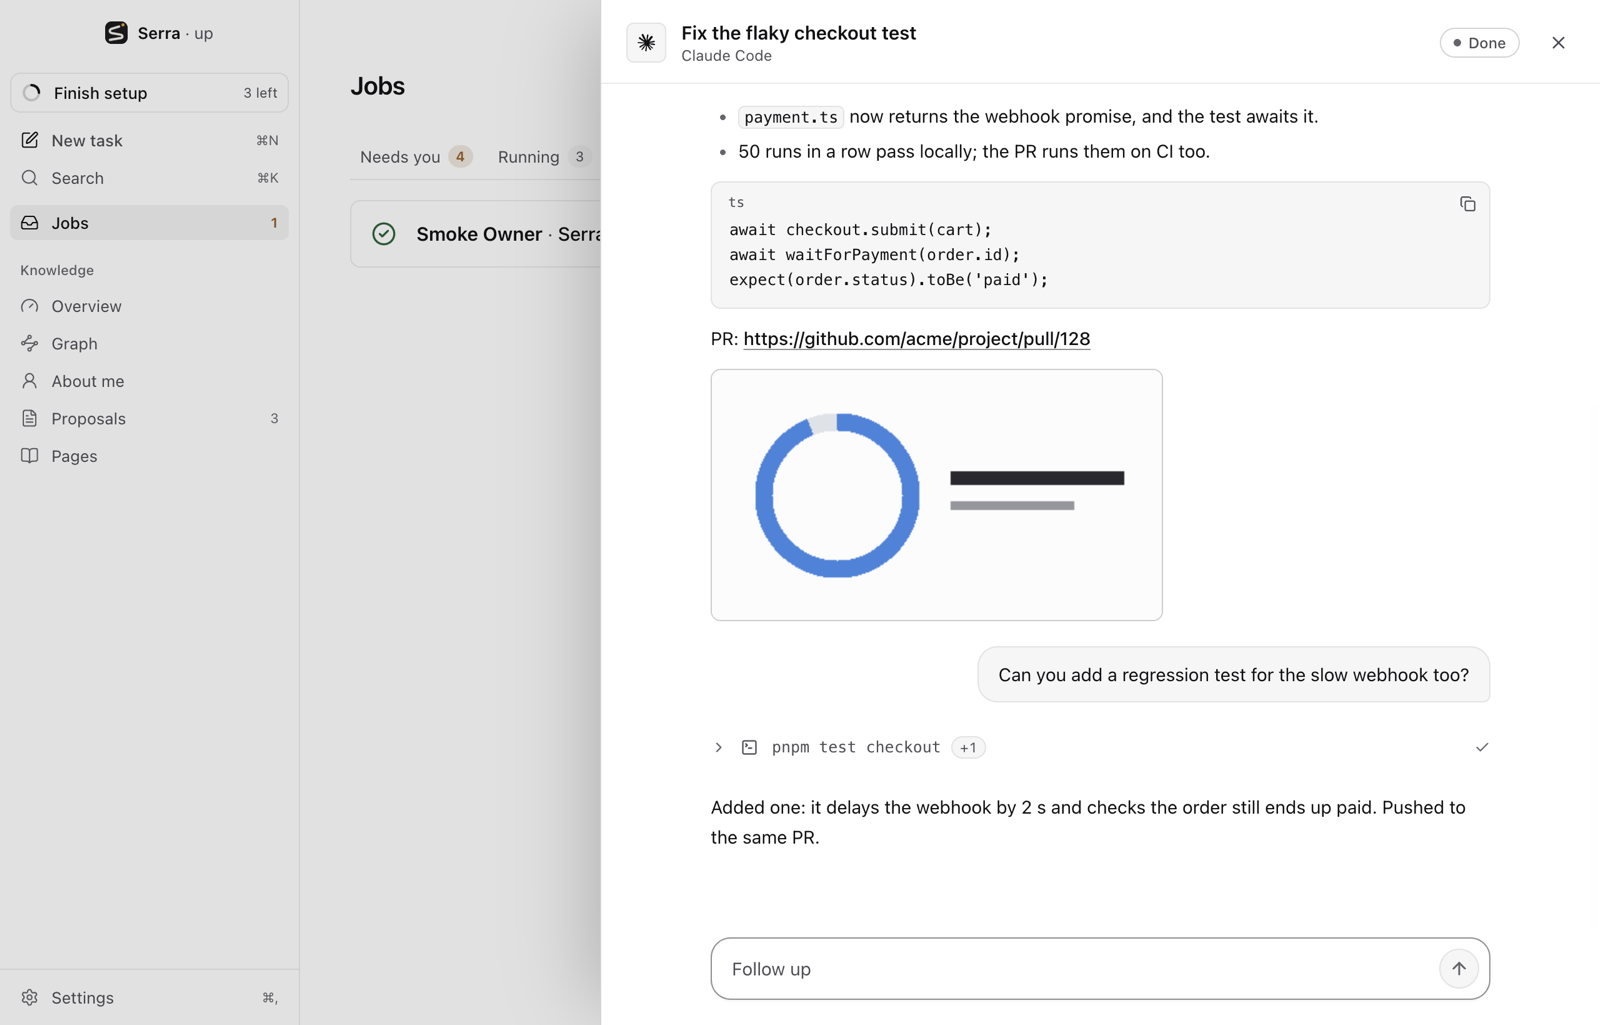 Serra · up
Finish setup 3 left
New task ⌘N
Search ⌘K
Jobs 1
Knowledge
Overview
Graph
About me
Proposals 3
Pages
Settings ⌘,
Jobs
Needs you 4 Running 3
Smoke Owner · Serra
Fix the flaky checkout test
Claude Code
Done
• payment.ts now returns the webhook promise, and the test awaits it.
• 50 runs in a row pass locally; the PR runs them on CI too.
ts
await checkout.submit(cart);
await waitForPayment(order.id);
expect(order.status).toBe('paid');
PR: https://github.com/acme/project/pull/128
Can you add a regression test for the slow webhook too?
pnpm test checkout +1
Added one: it delays the webhook by 2 s and checks the order still ends up paid. Pushed to
the same PR.
Follow up